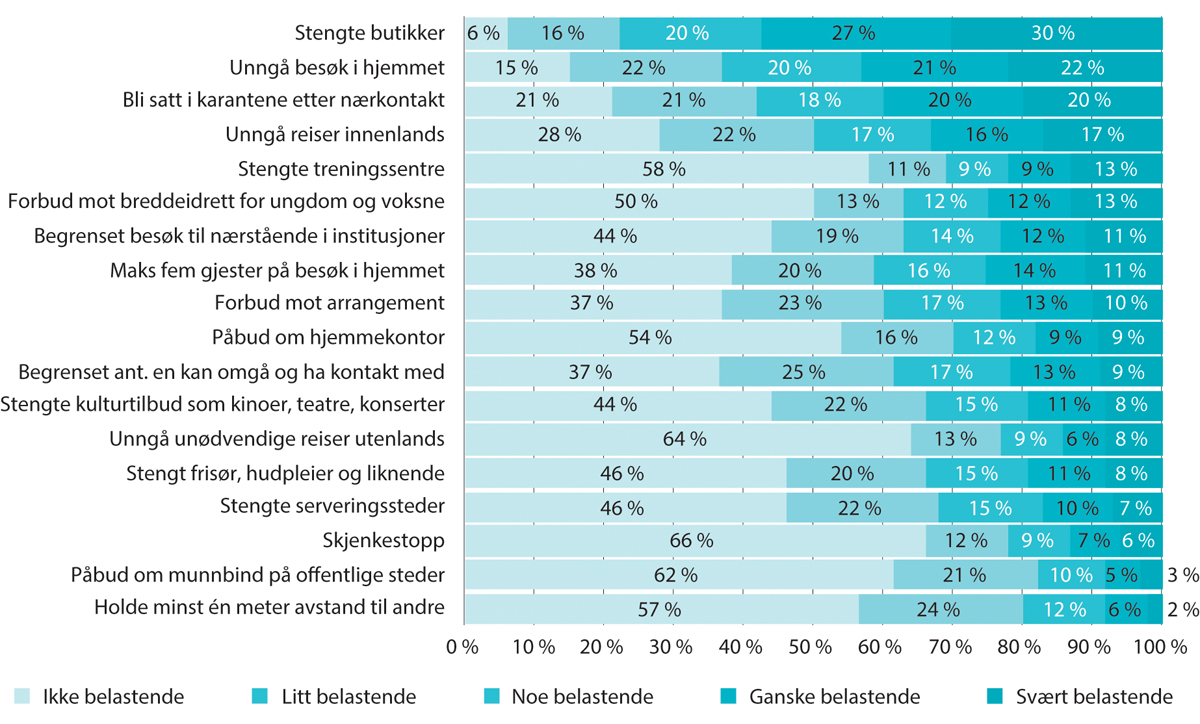 Stengte butikker 6 % 16 % 20 % 27 % 30 %
Unngå besøk i hjemmet 15 % 22 % 20 % 21 % 22 %
Bli satt i karantene etter nærkontakt 21 % 21 % 18 % 20 % 20 %
Unngå reiser innenlands 28 % 22 % 17 % 16 % 17 %
Stengte treningssentre 58 % 11 % 9 % 9 % 13 %
Forbud mot breddeidrett for ungdom og voksne 50 % 13 % 12 % 12 % 13 %
Begrenset besøk til nærstående i institusjoner 44 % 19 % 14 % 12 % 11 %
Maks fem gjester på besøk i hjemmet 38 % 20 % 16 % 14 % 11 %
Forbud mot arrangement 37 % 23 % 17 % 13 % 10 %
Påbud om hjemmekontor 54 % 16 % 12 % 9 % 9 %
Begrenset ant. en kan omgå og ha kontakt med 37 % 25 % 17 % 13 % 9 %
Stengte kulturtilbud som kinoer, teatre, konserter 44 % 22 % 15 % 11 % 8 %
Unngå unødvendige reiser utenlands 64 % 13 % 9 % 6 % 8 %
Stengt frisør, hudpleier og liknende 46 % 20 % 15 % 11 % 8 %
Stengte serveringssteder 46 % 22 % 15 % 10 % 7 %
Skjenkestopp 66 % 12 % 9 % 7 % 6 %
Påbud om munnbind på offentlige steder 62 % 21 % 10 % 5 % 3 %
Holde minst én meter avstand til andre 57 % 24 % 12 % 6 % 2 %
0 % 10 % 20 % 30 % 40 % 50 % 60 % 70 % 80 % 90 % 100 %
Ikke belastende Litt belastende Noe belastende Ganske belastende Svært belastende